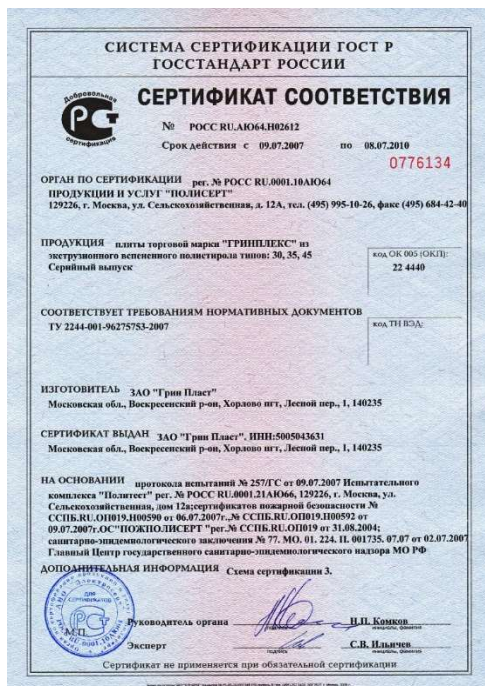 СИСТЕМА СЕРТИФИКАЦИИ ГОСТ Р
ГОССТАНДАРТ РОССИИ
Добровольная
сертификация
СЕРТИФИКАТ СООТВЕТСТВИЯ
№ РОСС RU.АЮ64.Н02612
Срок действия с 09.07.2007 по 08.07.2010
0776134
ОРГАН ПО СЕРТИФИКАЦИИ рег. № РОСС RU.0001.10АЮ64
ПРОДУКЦИИ И УСЛУГ "ПОЛИСЕРТ"
129226, г. Москва, ул. Сельскохозяйственная, д. 12А, тел. (495) 995-10-26, факс (495) 684-42-40
ПРОДУКЦИЯ плиты торговой марки "ГРИНПЛЕКС" из
экструзионного вспененного полистирола типов: 30, 35, 45
Серийный выпуск
код ОК 005 (ОКП):
22 4440
СООТВЕТСТВУЕТ ТРЕБОВАНИЯМ НОРМАТИВНЫХ ДОКУМЕНТОВ
ТУ 2244-001-96275753-2007
код ТН ВЭД:
ИЗГОТОВИТЕЛЬ ЗАО "Грин Пласт"
Московская обл., Воскресенский р-он, Хорлово пгт, Лесной пер., 1, 140235
СЕРТИФИКАТ ВЫДАН ЗАО "Грин Пласт", ИНН:5005043631
Московская обл., Воскресенский р-он, Хорлово пгт, Лесной пер., 1, 140235
НА ОСНОВАНИИ протокола испытаний № 257/ГС от 09.07.2007 Испытательного
комплекса "Политест" рег. № РОСС RU.0001.21АЮ66, 129226, г. Москва, ул.
Сельскохозяйственная, дом 12а;сертификатов пожарной безопасности №
ССПБ.RU.ОП019.Н00590 от 06.07.2007г.,№ ССПБ.RU.ОП019.Н00592 от
09.07.2007г.ОС"ПОЖПОЛИСЕРТ "рег.№ ССПБ.RU.ОП019 от 31.08.2004;
санитарно-эпидемиологического заключения № 77. МО. 01. 224. П. 001735. 07.07 от 02.07.2007
Главный Центр государственного санитарно-эпидемиологического надзора МО РФ
ДОПОЛНИТЕЛЬНАЯ ИНФОРМАЦИЯ Схема сертификации 3.
ДЛЯ
СЕРТИФИКАТОВ
М.П.
Руководитель органа Н.П. Комков
подпись инициалы, фамилия
Эксперт С.В. Ильичев
подпись инициалы, фамилия
Сертификат не применяется при обязательной сертификации